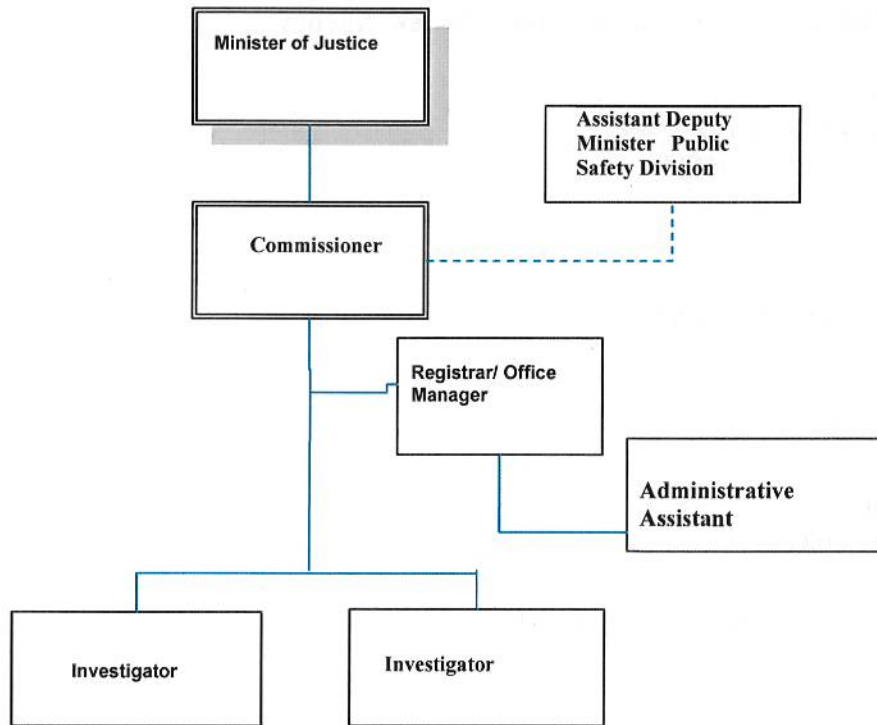 Minister of Justice
Assistant Deputy
Minister Public
Safety Division
Commissioner
Registrar/ Office
Manager
Administrative
Assistant
Investigator
Investigator